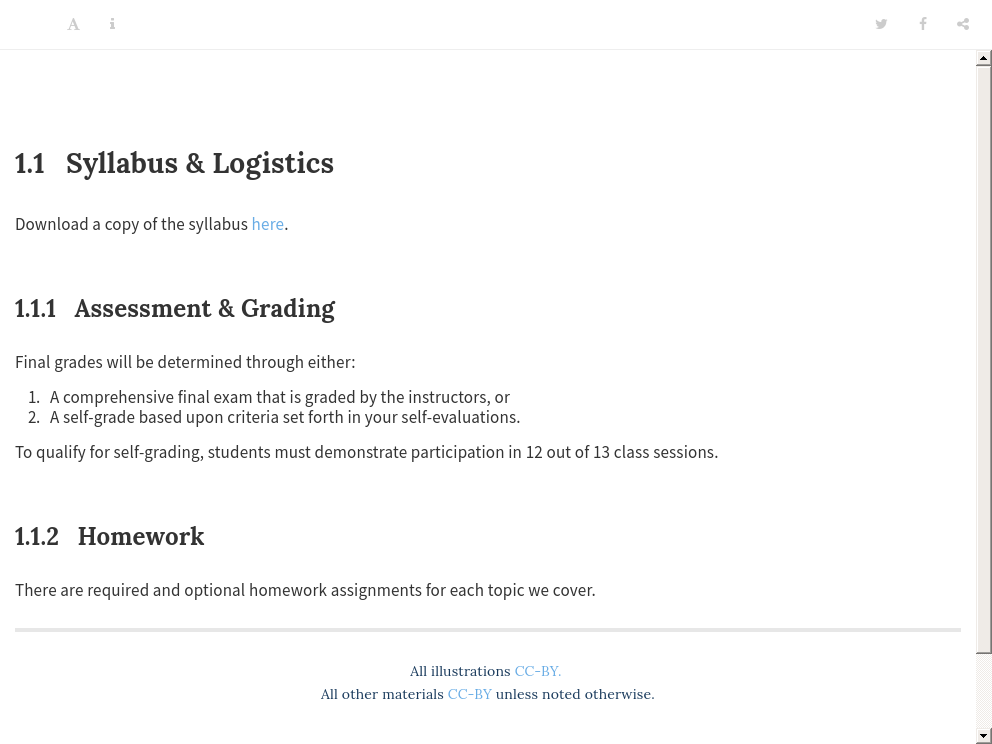 1.1 Syllabus & Logistics
Download a copy of the syllabus here.
1.1.1 Assessment & Grading
Final grades will be determined through either:
1. A comprehensive final exam that is graded by the instructors, or
2. A self-grade based upon criteria set forth in your self-evaluations.
To qualify for self-grading, students must demonstrate participation in 12 out of 13 class sessions.
1.1.2 Homework
There are required and optional homework assignments for each topic we cover.
All illustrations CC-BY.
All other materials CC-BY unless noted otherwise.